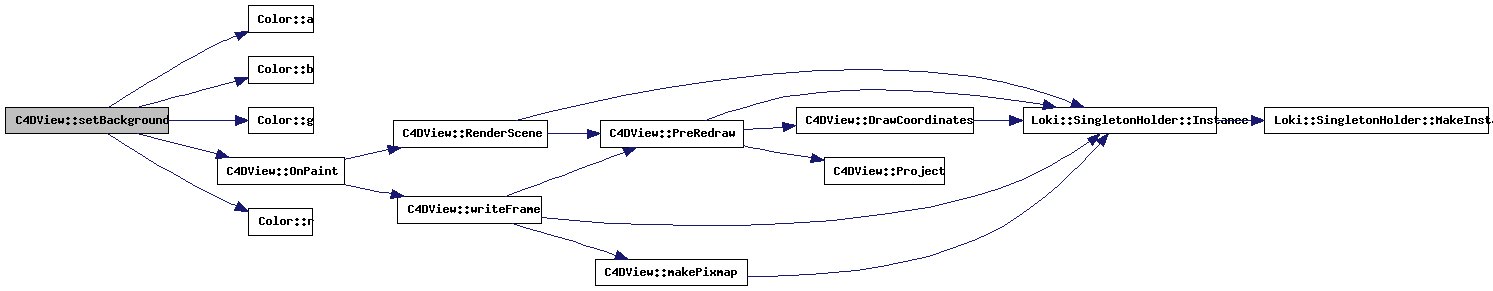 Color::a
Color::b
C4DView::setBackground
Color::g
C4DView::OnPaint
Color::r
C4DView::RenderScene
C4DView::writeFrame
C4DView::PreRedraw
C4DView::makePixmap
C4DView::DrawCoordinates
C4DView::Project
Loki::SingletonHolder::Instance
Loki::SingletonHolder::MakeInst